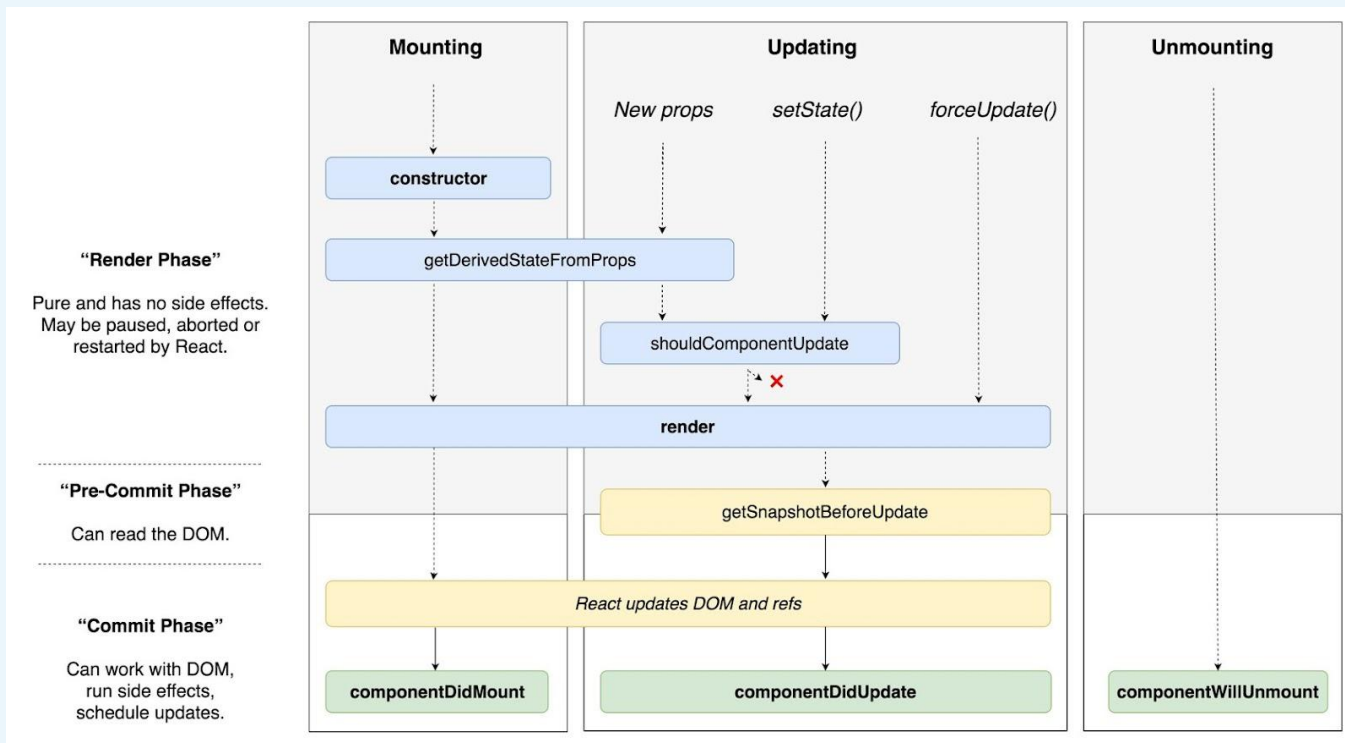 Mounting
Updating
Unmounting
New props
setState()
forceUpdate()
constructor
“Render Phase”
getDerivedStateFromProps
Pure and has no side effects.
May be paused, aborted or
restarted by React.
shouldComponentUpdate
render
“Pre-Commit Phase”
Can read the DOM.
getSnapshotBeforeUpdate
React updates DOM and refs
“Commit Phase”
Can work with DOM,
run side effects,
schedule updates.
componentDidMount
componentDidUpdate
componentWillUnmount